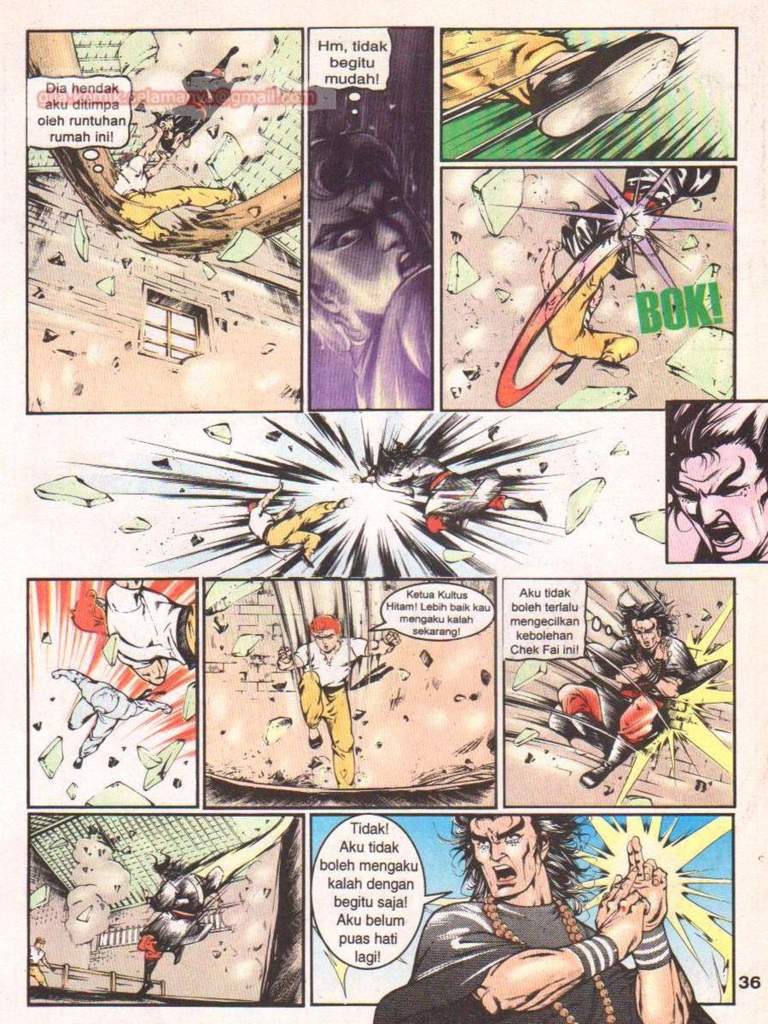 Dia hendak
aku ditimpa
oleh runtuhan
rumah ini!
Hm, tidak
begitu
mudah!
BOK!
Ketua Kultus
Hitam! Lebih baik kau
mengaku kalah
sekarang!
Aku tidak
boleh terlalu
mengecilkan
kebolehan
Chek Fai ini!
Tidak!
Aku tidak
boleh mengaku
kalah dengan
begitu saja!
Aku belum
puas hati
lagi!
36